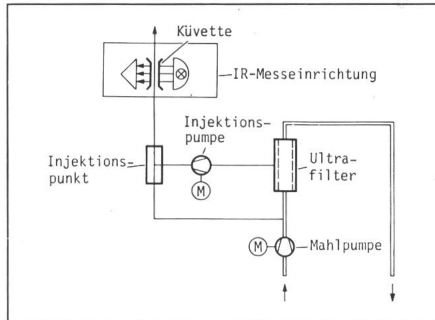 Küvette
IR-Messeinrichtung
Injektions-
pumpe
Injektions-
punkt
M
Ultra-
filter
M
Mahlpumpe